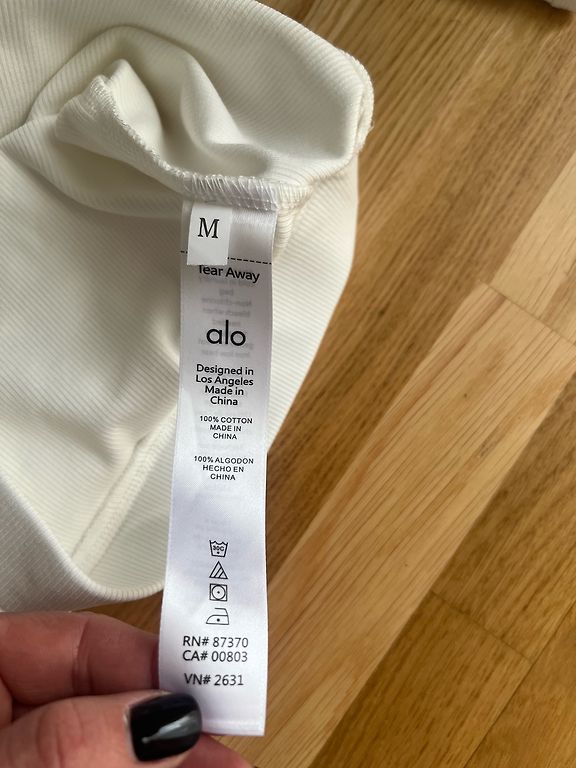 M
Tear Away
alo
Designed in
Los Angeles
Made in
China
100% COTTON
MADE IN
CHINA
100% ALGODON
HECHO EN
CHINA
30C
RN# 87370
CA# 00803
VN# 2631